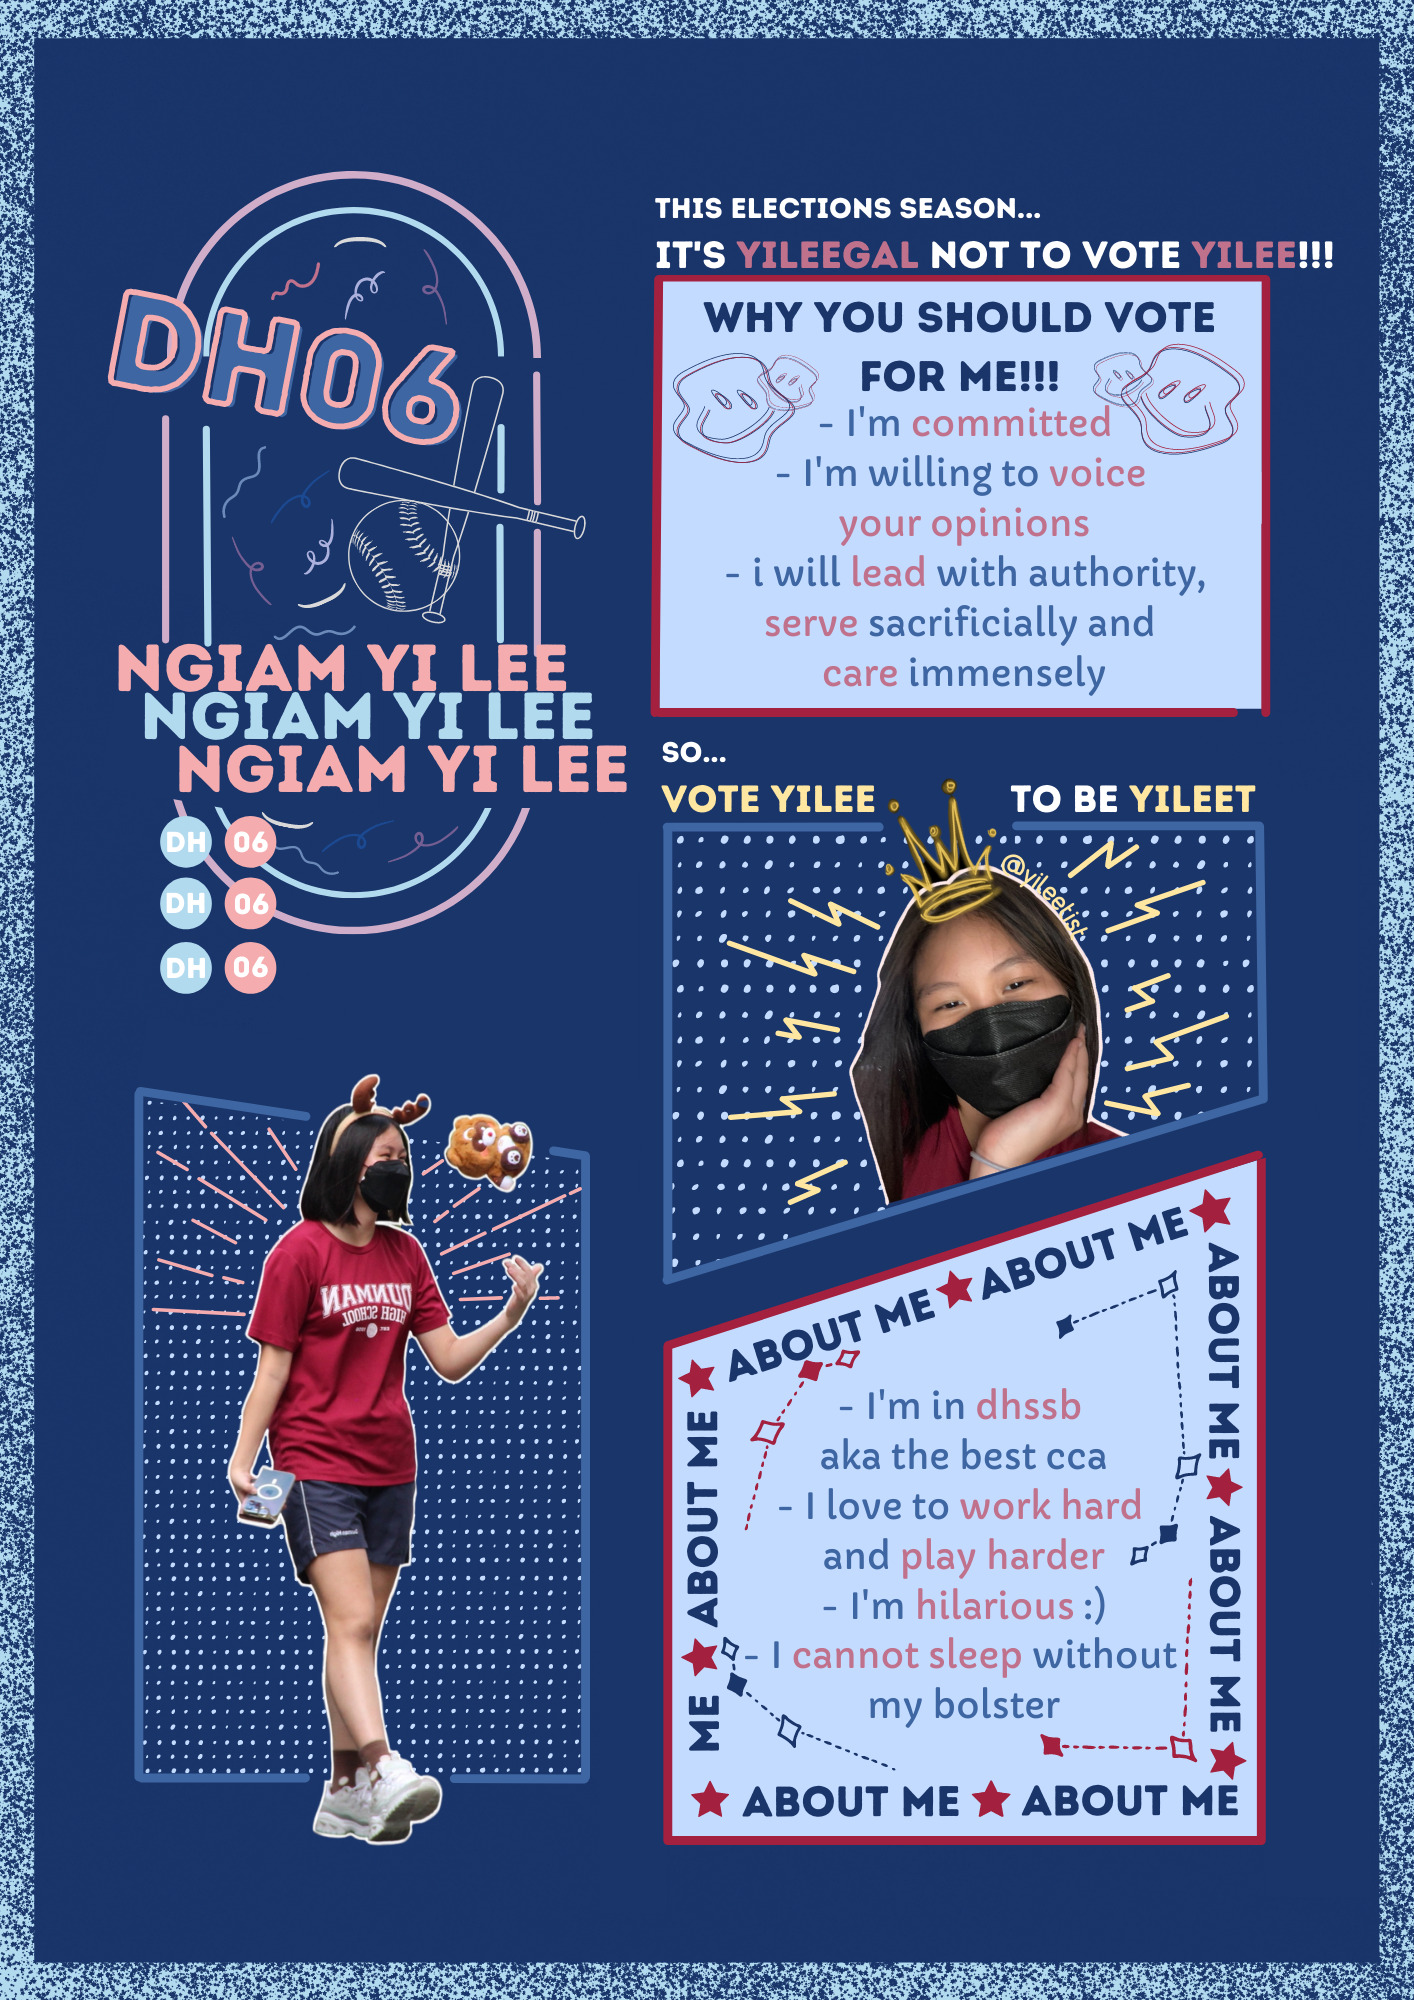 THIS ELECTIONS SEASON...
IT'S YILEEGAL NOT TO VOTE YILEE!!!
DH06
WHY YOU SHOULD VOTE
FOR ME!!!
- I'm committed
- I'm willing to voice
your opinions
- i will lead with authority,
serve sacrificially and
care immensely
NGIAM YI LEE
NGIAM YI LEE
NGIAM YI LEE
DH 06
DH 06
DH 06
SO...
VOTE YILEE TO BE YILEET
@yileetist
DUNMAN
HIGH SCHOOL
ABOUT ME ABOUT ME
ABOUT ME ABOUT ME
ME ABOUT ME
- I'm in dhssb
aka the best cca
- I love to work hard
and play harder
- I'm hilarious :)
- I cannot sleep without
my bolster
ABOUT ME ABOUT ME